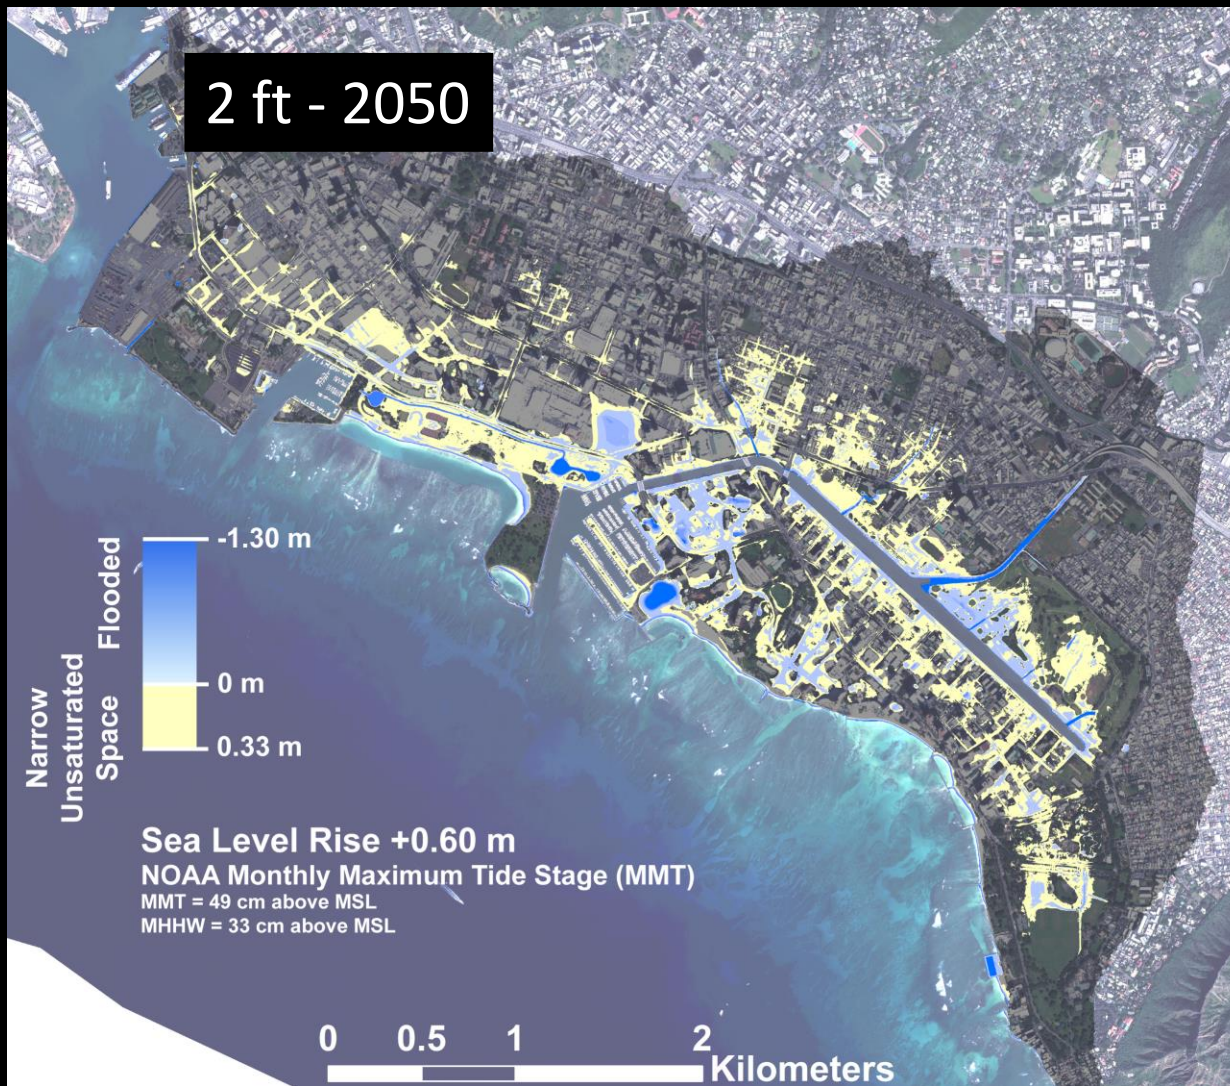 2 ft - 2050
Narrow
Unsaturated
Space
Flooded
-1.30 m
0 m
0.33 m
Sea Level Rise +0.60 m
NOAA Monthly Maximum Tide Stage (MMT)
MMT = 49 cm above MSL
MHHW = 33 cm above MSL
0 0.5 1 2
Kilometers